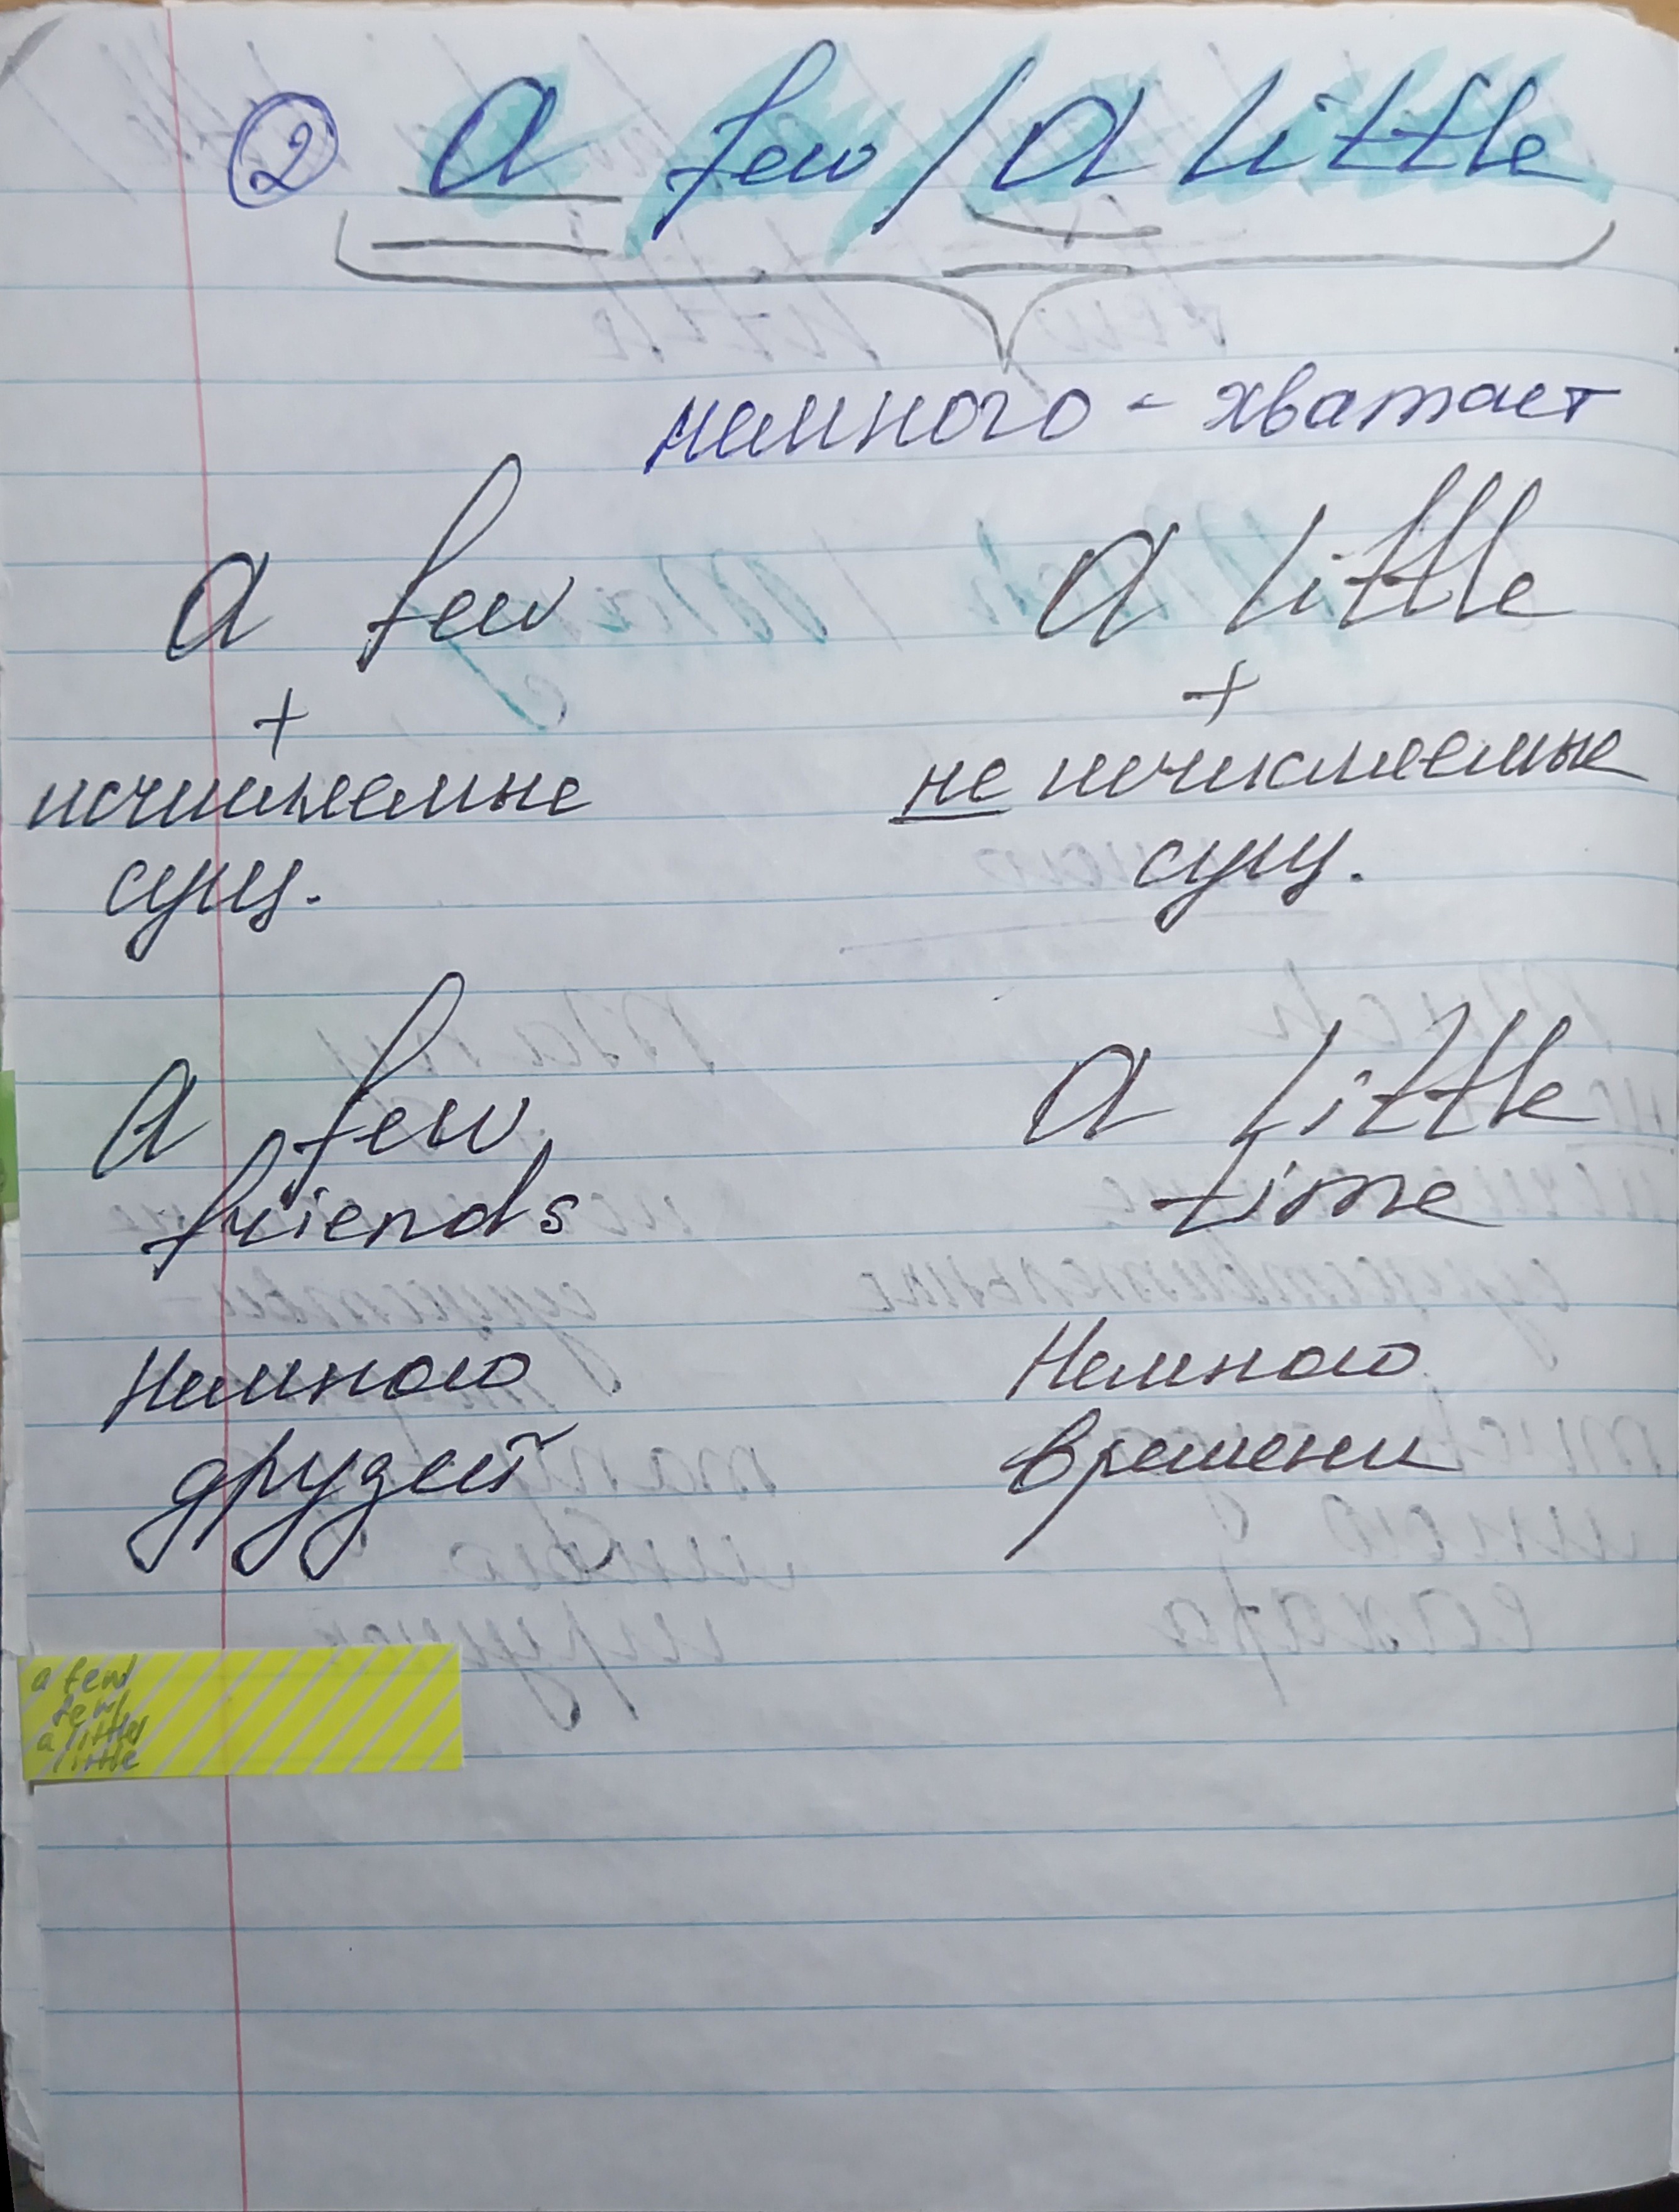 2 a few / a little
немного - хватает
a few a little
+ +
исчисляемые не исчисляемые
сущ. сущ.
a few a little
friends time
Немного Немного
друзей времени
a few
few
a little
little